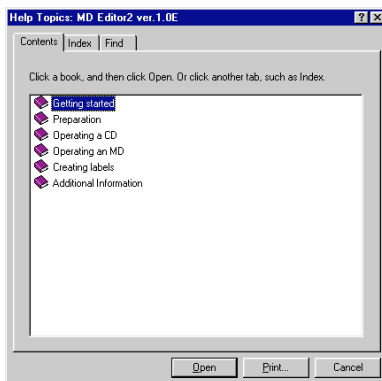 Help Topics: MD Editor2 ver.1.0E
Contents Index Find
Click a book, and then click Open. Or click another tab, such as Index.
Getting started
Preparation
Operating a CD
Operating an MD
Creating labels
Additional Information
Open Print... Cancel